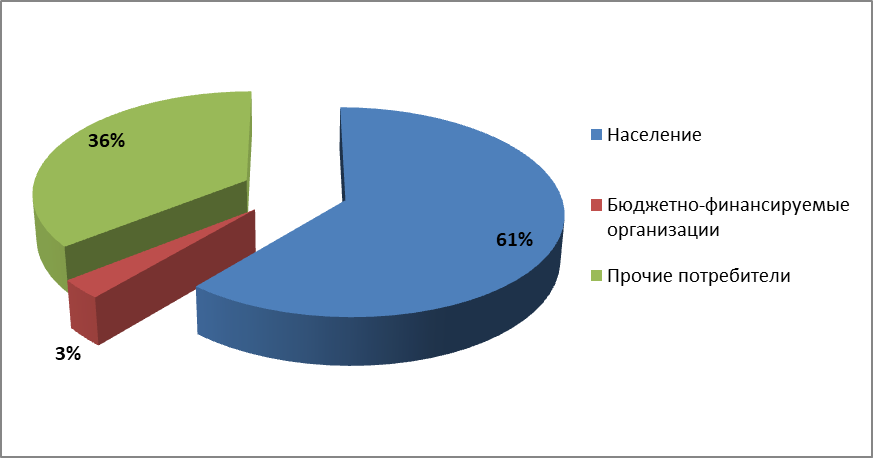 36%
61%
3%
Население
Бюджетно-финансируемые
организации
Прочие потребители